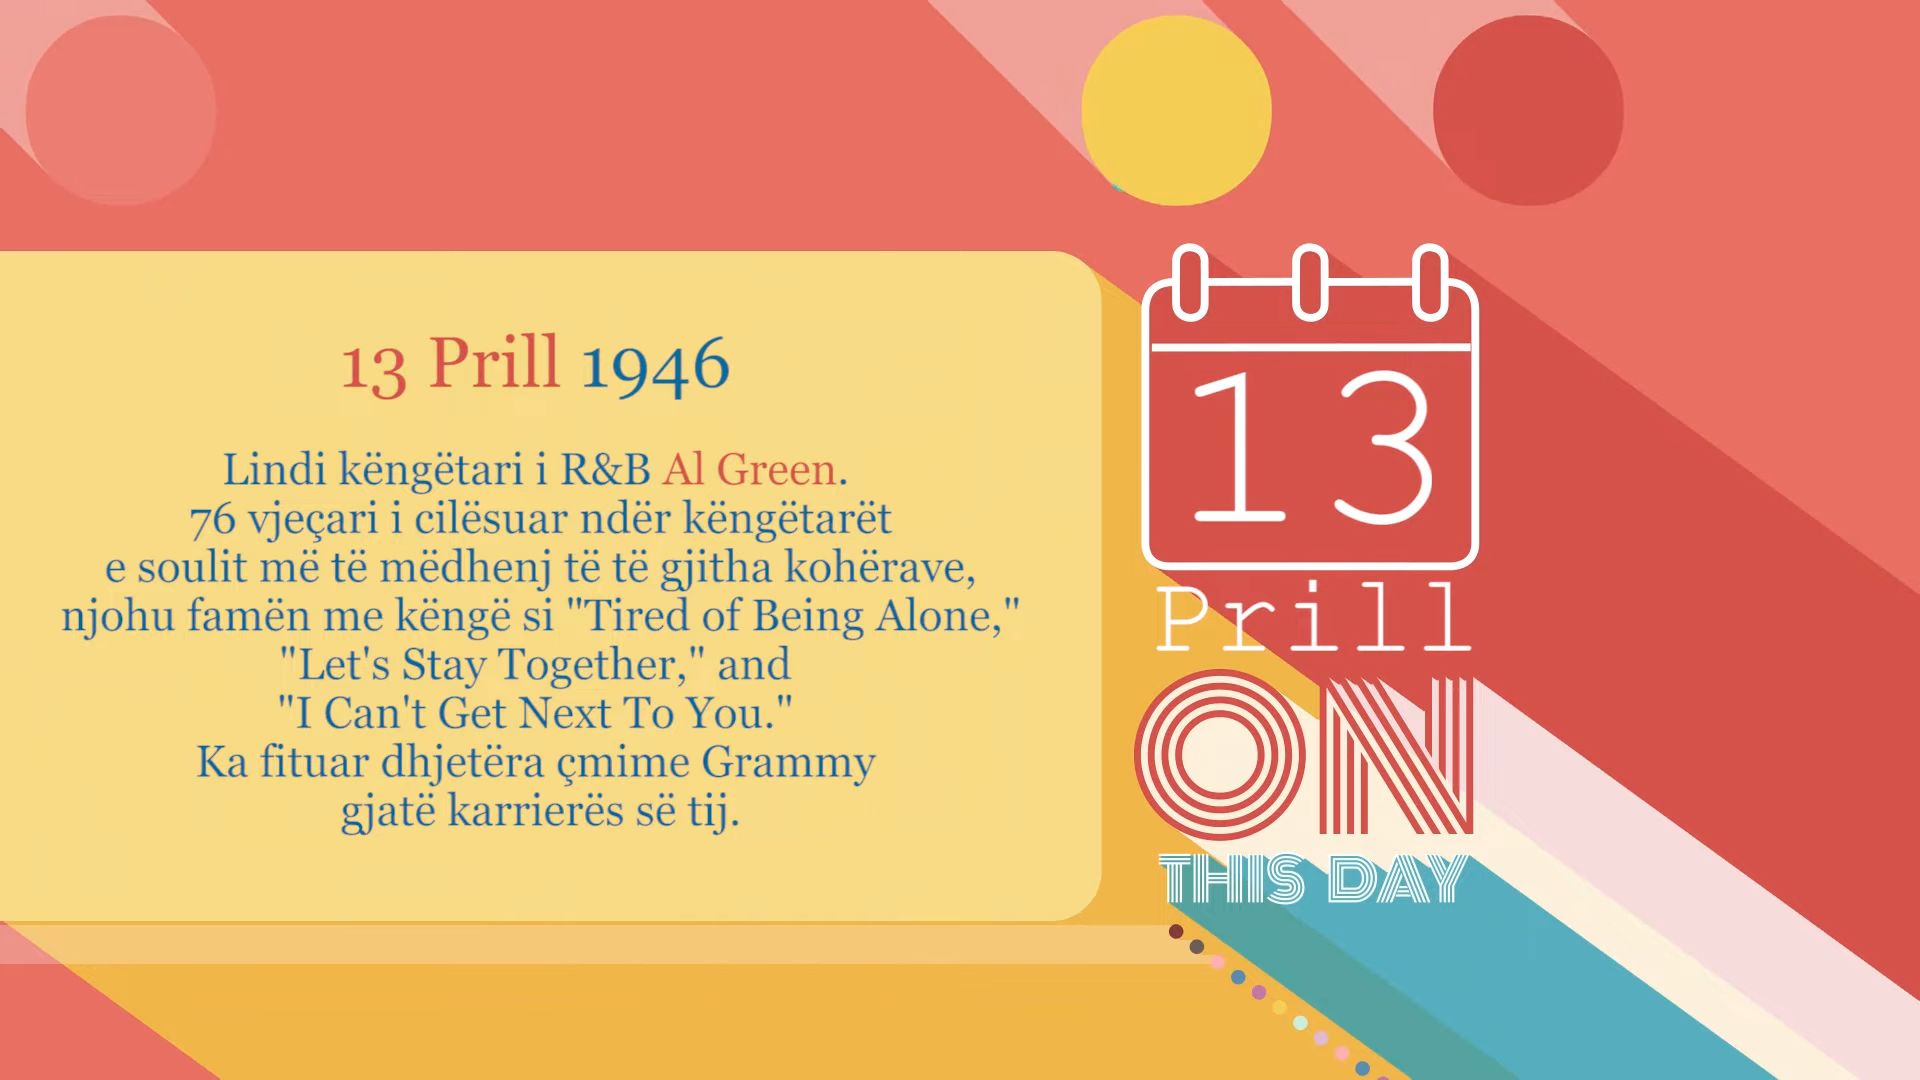 13 Prill 1946
Lindi këngëtari i R&B Al Green.
76 vjeçari i cilësuar ndër këngëtarët
e soulit më të mëdhenj të të gjitha kohërave,
njohu famën me këngë si "Tired of Being Alone,"
"Let's Stay Together," and
"I Can't Get Next To You."
Ka fituar dhjetëra çmime Grammy
gjatë karrierës së tij.
13
Prill
ON
THIS DAY